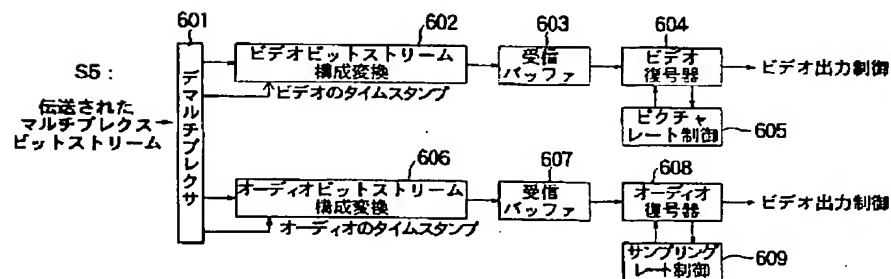 601
602
603
604
S5：
伝送された
マルチプレクス
ビットストリーム
デマルチプレクサ
ビデオビットストリーム
構成変換
受信
バッファ
ビデオ
復号器
ビデオ出力制御
ビデオのタイムスタンプ
ピクチャ
レート制御
605
606
607
608
オーディオビットストリーム
構成変換
受信
バッファ
オーディオ
復号器
ビデオ出力制御
オーディオのタイムスタンプ
サンプリング
レート制御
609